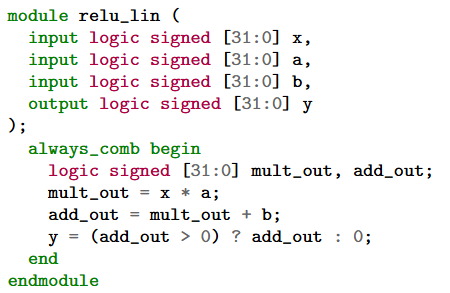 module relu_lin (
  input logic signed [31:0] x,
  input logic signed [31:0] a,
  input logic signed [31:0] b,
  output logic signed [31:0] y
);
  always_comb begin
    logic signed [31:0] mult_out, add_out;
    mult_out = x * a;
    add_out = mult_out + b;
    y = (add_out > 0) ? add_out : 0;
  end
endmodule